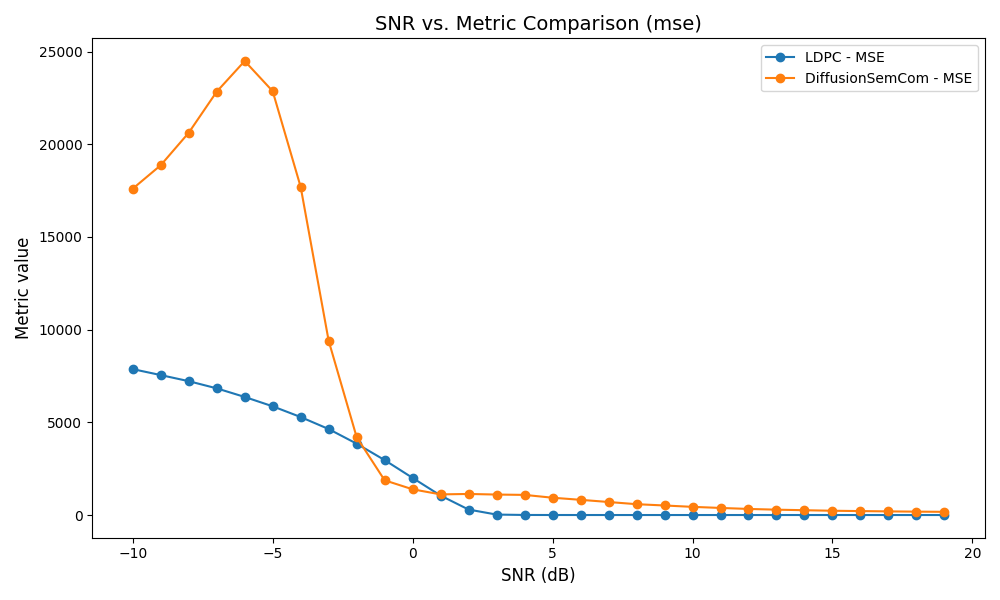 SNR vs. Metric Comparison (mse)
LDPC - MSE
DiffusionSemCom - MSE
Metric value
25000
20000
15000
10000
5000
0
−10
−5
0
5
10
15
20
SNR (dB)